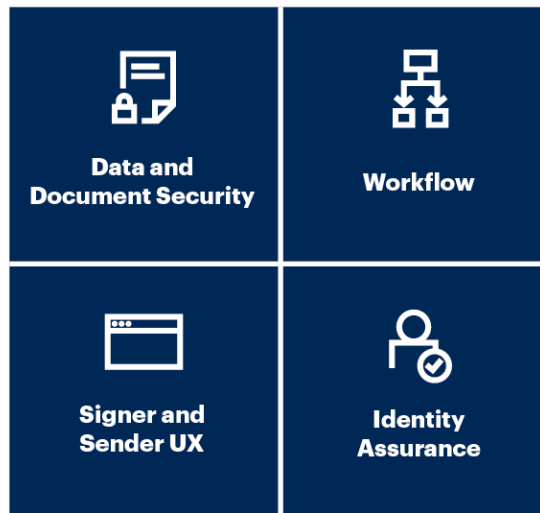 Data and
Document Security
Workflow
Signer and
Sender UX
Identity
Assurance